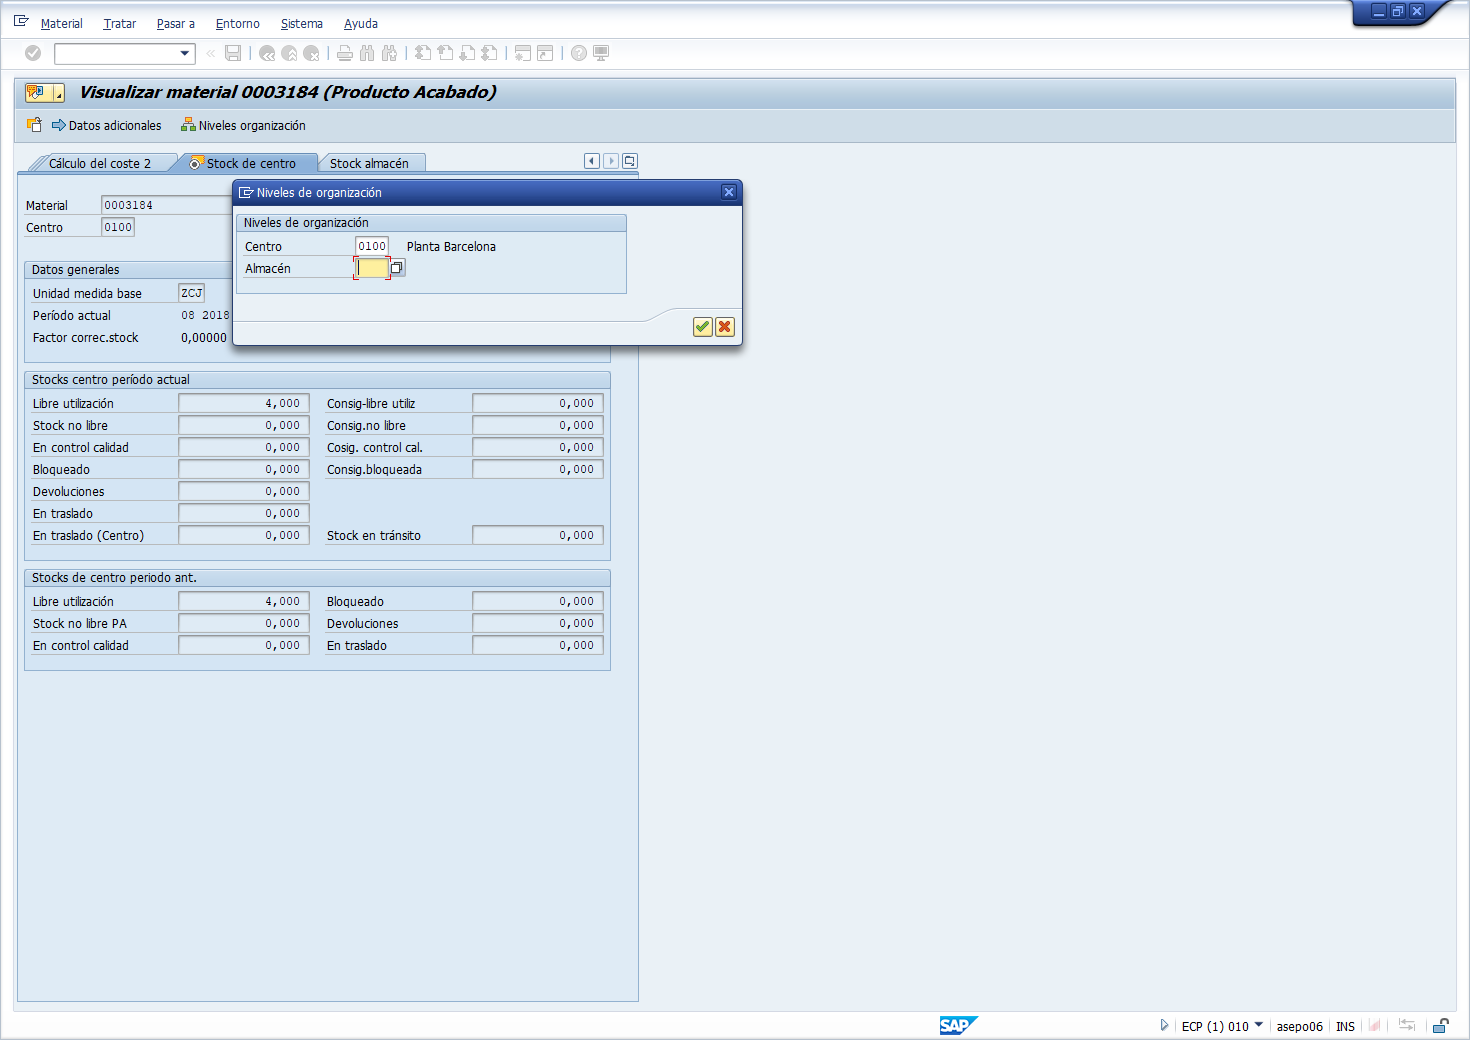 Material Tratar Pasar a Entorno Sistema Ayuda
Visualizar material 0003184 (Producto Acabado)
Datos adicionales Niveles organización
Cálculo del coste 2 Stock de centro Stock almacén
Niveles de organización
Material 0003184
Centro 0100
Niveles de organización
Centro 0100 Planta Barcelona
Almacén
Datos generales
Unidad medida base ZCJ
Período actual 08 2018
Factor correc.stock 0,00000
Stocks centro período actual
Libre utilización 4,000 Consig-libre utiliz 0,000
Stock no libre 0,000 Consig.no libre 0,000
En control calidad 0,000 Cosig. control cal. 0,000
Bloqueado 0,000 Consig.bloqueada 0,000
Devoluciones 0,000
En traslado 0,000
En traslado (Centro) 0,000 Stock en tránsito 0,000
Stocks de centro periodo ant.
Libre utilización 4,000 Bloqueado 0,000
Stock no libre PA 0,000 Devoluciones 0,000
En control calidad 0,000 En traslado 0,000
SAP ECP (1) 010 asepo06 INS